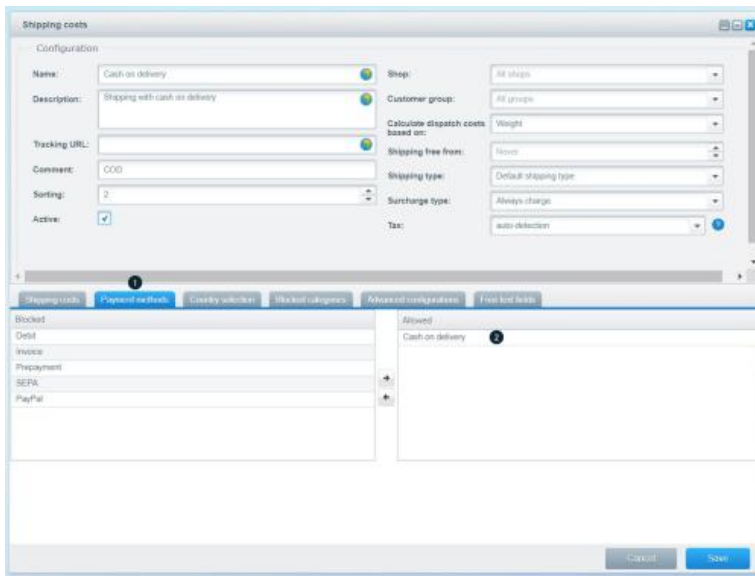 Shipping costs
Configuration
Name: Cash on delivery
Description: Shipping with cash on delivery
Tracking URL:
Comment: COD
Sorting: 2
Active:
Shop: All shops
Customer group: All groups
Calculate dispatch costs based on: Weight
Shipping free from: Never
Shipping type: Default shipping type
Surcharge type: Always charge
Tax: auto detection ?
1
Shipping costs Payment methods Country selection Blocked categories Advanced configurations Free text fields
Blocked
Debit
Invoice
Prepayment
SEPA
PayPal
Allowed
Cash on delivery 2
Cancel Save